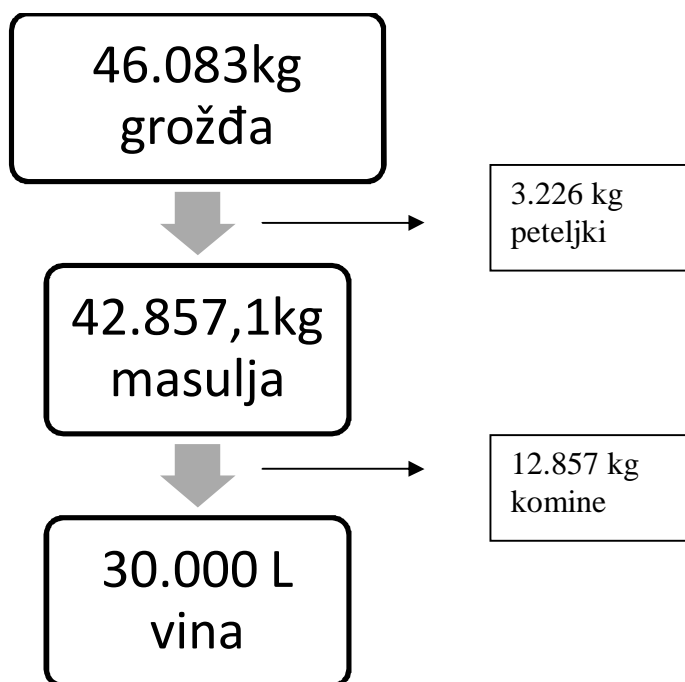 46.083kg
grožđa
3.226 kg
peteljki
42.857,1kg
masulja
12.857 kg
komine
30.000 L
vina